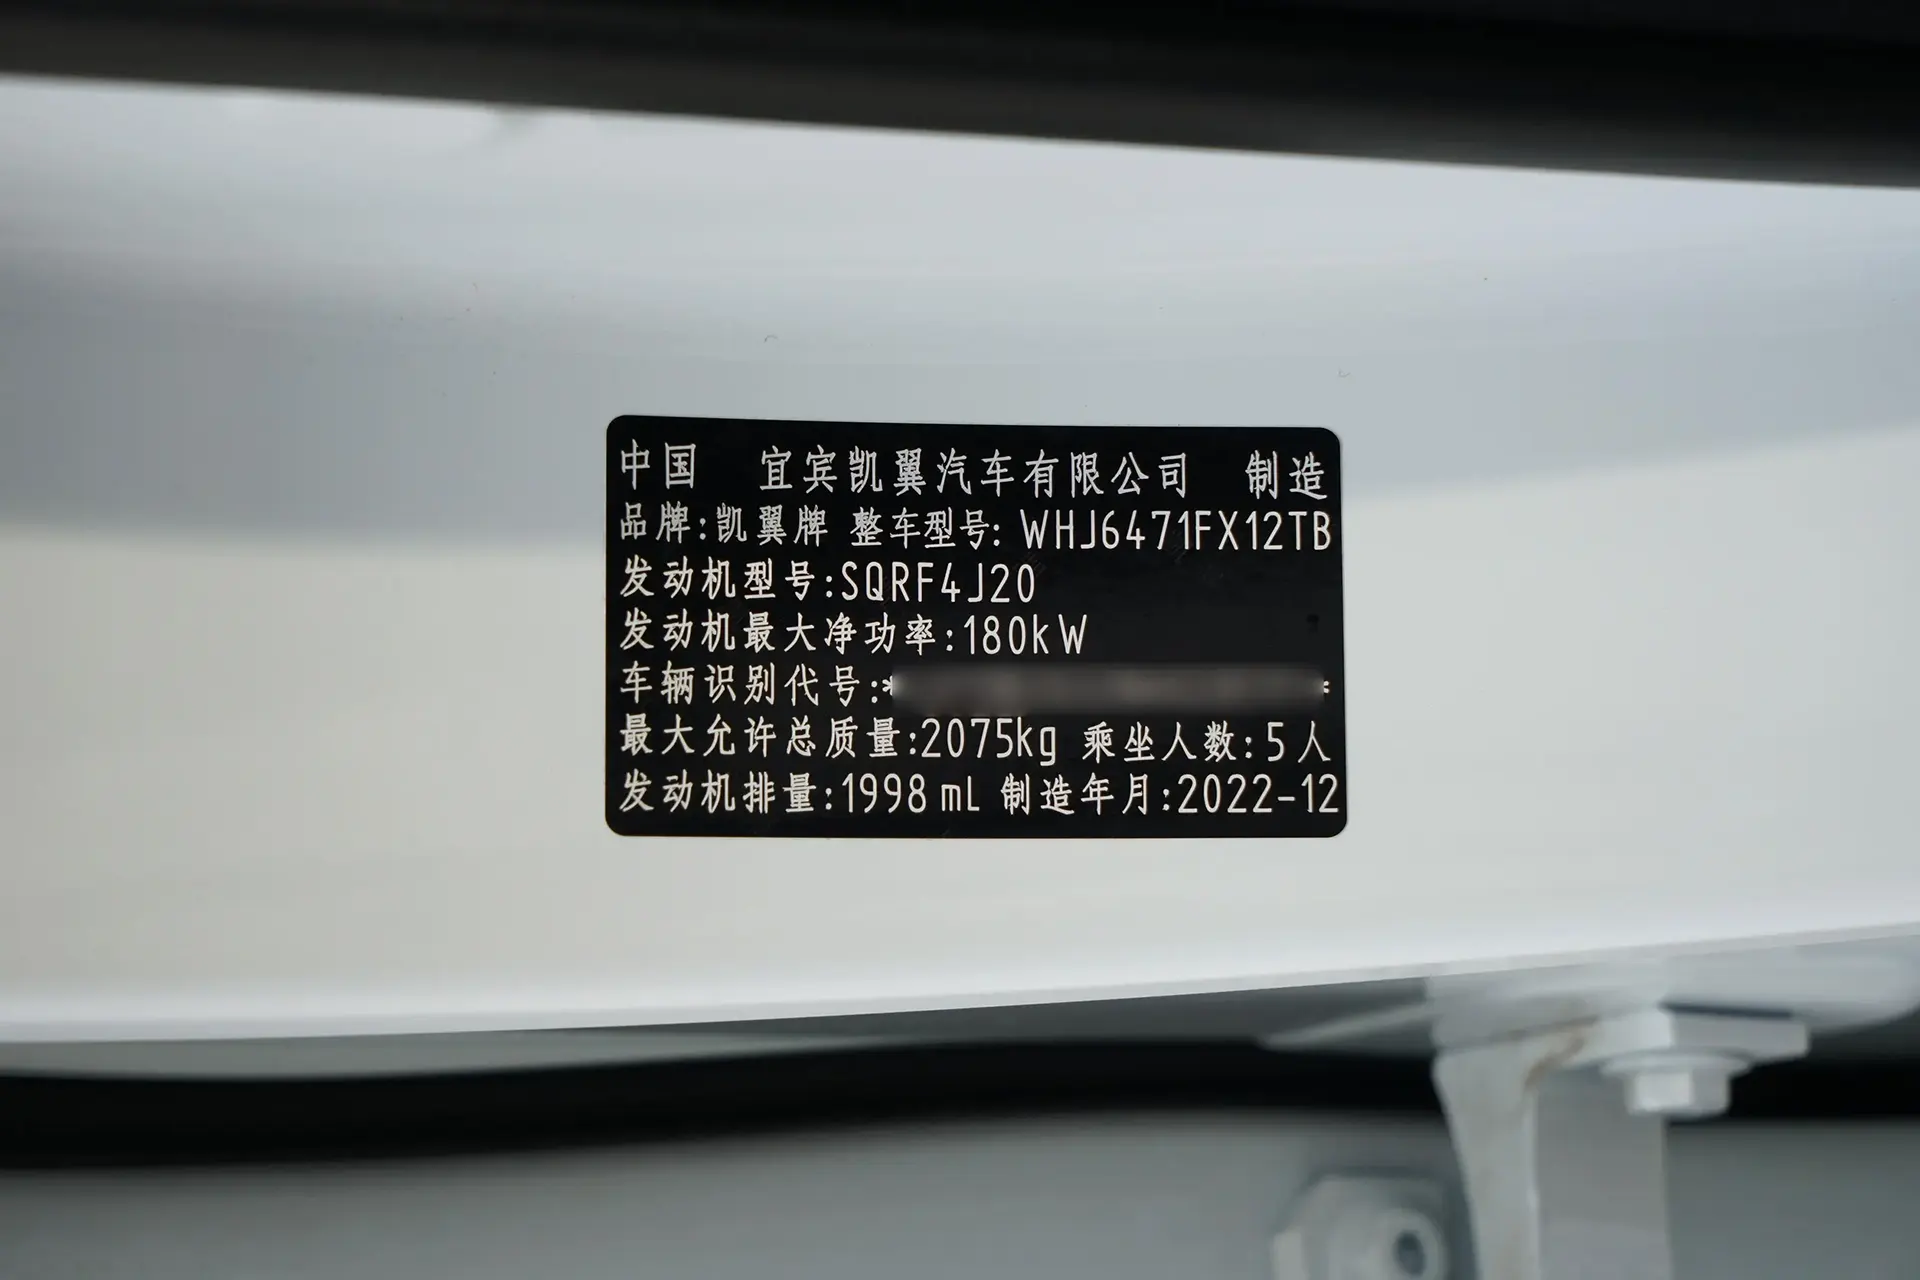 中国 宜宾凯翼汽车有限公司 制造
品牌:凯翼牌 整车型号: WHJ6471FX12TB
发动机型号:SQRF4J20
发动机最大净功率:180kW
车辆识别代号:*
最大允许总质量:2075kg 乘坐人数:5人
发动机排量:1998mL 制造年月:2022-12